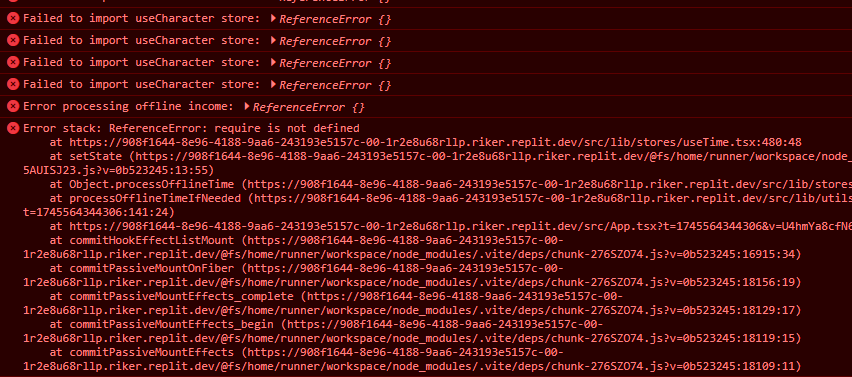 Failed to import useCharacter store: ▶ReferenceError {}
Failed to import useCharacter store: ▶ReferenceError {}
Failed to import useCharacter store: ▶ReferenceError {}
Failed to import useCharacter store: ▶ReferenceError {}
Error processing offline income: ▶ReferenceError {}
Error stack: ReferenceError: require is not defined
at https://908f1644-8e96-4188-9aa6-243193e5157c-00-1r2e8u68rllp.riker.replit.dev/src/lib/stores/useTime.tsx:480:48
at setState (https://908f1644-8e96-4188-9aa6-243193e5157c-00-1r2e8u68rllp.riker.replit.dev/@fs/home/runner/workspace/node_
5AUISJ23.js?v=0b523245:13:55)
at Object.processOfflineTime (https://908f1644-8e96-4188-9aa6-243193e5157c-00-1r2e8u68rllp.riker.replit.dev/src/lib/stores
at processOfflineTimeIfNeeded (https://908f1644-8e96-4188-9aa6-243193e5157c-00-1r2e8u68rllp.riker.replit.dev/src/lib/utils
t=1745564344306:141:24)
at https://908f1644-8e96-4188-9aa6-243193e5157c-00-1r2e8u68rllp.riker.replit.dev/src/App.tsx?t=1745564344306&v=U4hmYa8cfN6
at commitHookEffectListMount (https://908f1644-8e96-4188-9aa6-243193e5157c-00-
1r2e8u68rllp.riker.replit.dev/@fs/home/runner/workspace/node_modules/.vite/deps/chunk-276SZO74.js?v=0b523245:16915:34)
at commitPassiveMountOnFiber (https://908f1644-8e96-4188-9aa6-243193e5157c-00-
1r2e8u68rllp.riker.replit.dev/@fs/home/runner/workspace/node_modules/.vite/deps/chunk-276SZO74.js?v=0b523245:18156:19)
at commitPassiveMountEffects_complete (https://908f1644-8e96-4188-9aa6-243193e5157c-00-
1r2e8u68rllp.riker.replit.dev/@fs/home/runner/workspace/node_modules/.vite/deps/chunk-276SZO74.js?v=0b523245:18129:17)
at commitPassiveMountEffects_begin (https://908f1644-8e96-4188-9aa6-243193e5157c-00-
1r2e8u68rllp.riker.replit.dev/@fs/home/runner/workspace/node_modules/.vite/deps/chunk-276SZO74.js?v=0b523245:18119:15)
at commitPassiveMountEffects (https://908f1644-8e96-4188-9aa6-243193e5157c-00-
1r2e8u68rllp.riker.replit.dev/@fs/home/runner/workspace/node_modules/.vite/deps/chunk-276SZO74.js?v=0b523245:18109:11)